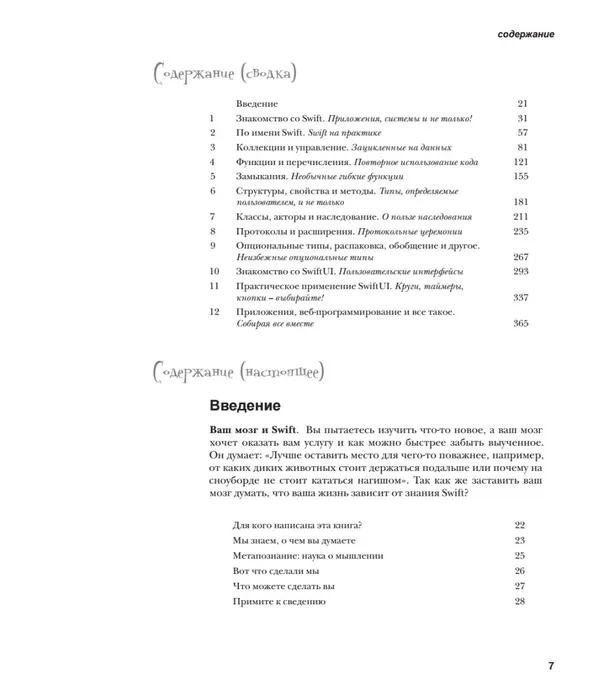 содержание
Содержание (сводка)
Введение 21
1 Знакомство со Swift. Приложения, системы и не только! 31
2 По имени Swift. Swift на практике 57
3 Коллекции и управление. Зацикленные на данных 81
4 Функции и перечисления. Повторное использование кода 121
5 Замыкания. Необычные гибкие функции 155
6 Структуры, свойства и методы. Типы, определяемые
пользователем, и не только 181
7 Классы, акторы и наследование. О пользе наследования 211
8 Протоколы и расширения. Протокольные церемонии 235
9 Опциональные типы, распаковка, обобщение и другое.
Неизбежные опциональные типы 267
10 Знакомство со SwiftUI. Пользовательские интерфейсы 293
11 Практическое применение SwiftUI. Круги, таймеры,
кнопки – выбирайте! 337
12 Приложения, веб-программирование и все такое.
Собирая все вместе 365
Содержание (настоящее)
Введение
Ваш мозг и Swift. Вы пытаетесь изучить что-то новое, а ваш мозг
хочет оказать вам услугу и как можно быстрее забыть выученное.
Он думает: «Лучше оставить место для чего-то поважнее, например,
от каких диких животных стоит держаться подальше или почему на
сноуборде не стоит кататься нагишом». Так как же заставить ваш
мозг думать, что ваша жизнь зависит от знания Swift?
Для кого написана эта книга? 22
Мы знаем, о чем вы думаете 23
Метапознание: наука о мышлении 25
Вот что сделали мы 26
Что можете сделать вы 27
Примите к сведению 28
7